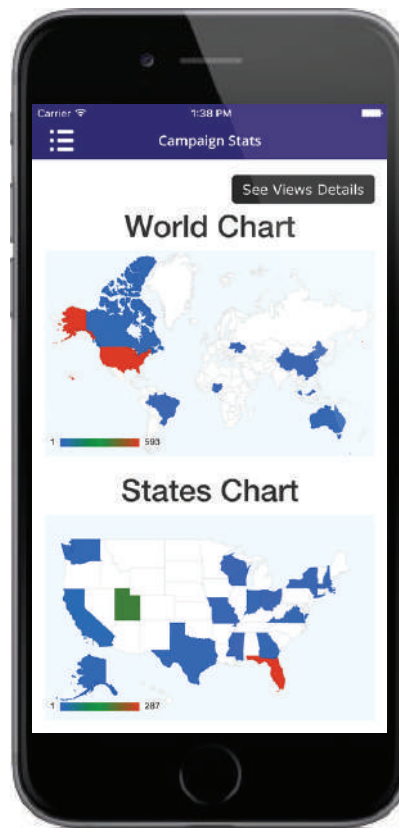 Carrier 1:38 PM
Campaign Stats
See Views Details
World Chart
1 593
States Chart
1 287